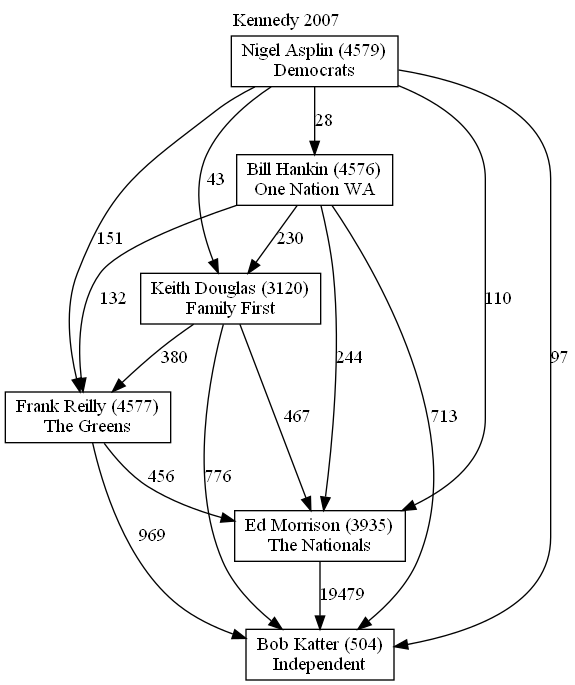 Kennedy 2007
Nigel Asplin (4579)
Democrats
28
Bill Hankin (4576)
One Nation WA
43
151
230
132
110
97
Keith Douglas (3120)
Family First
380
244
467
713
Frank Reilly (4577)
The Greens
456
776
969
Ed Morrison (3935)
The Nationals
19479
Bob Katter (504)
Independent